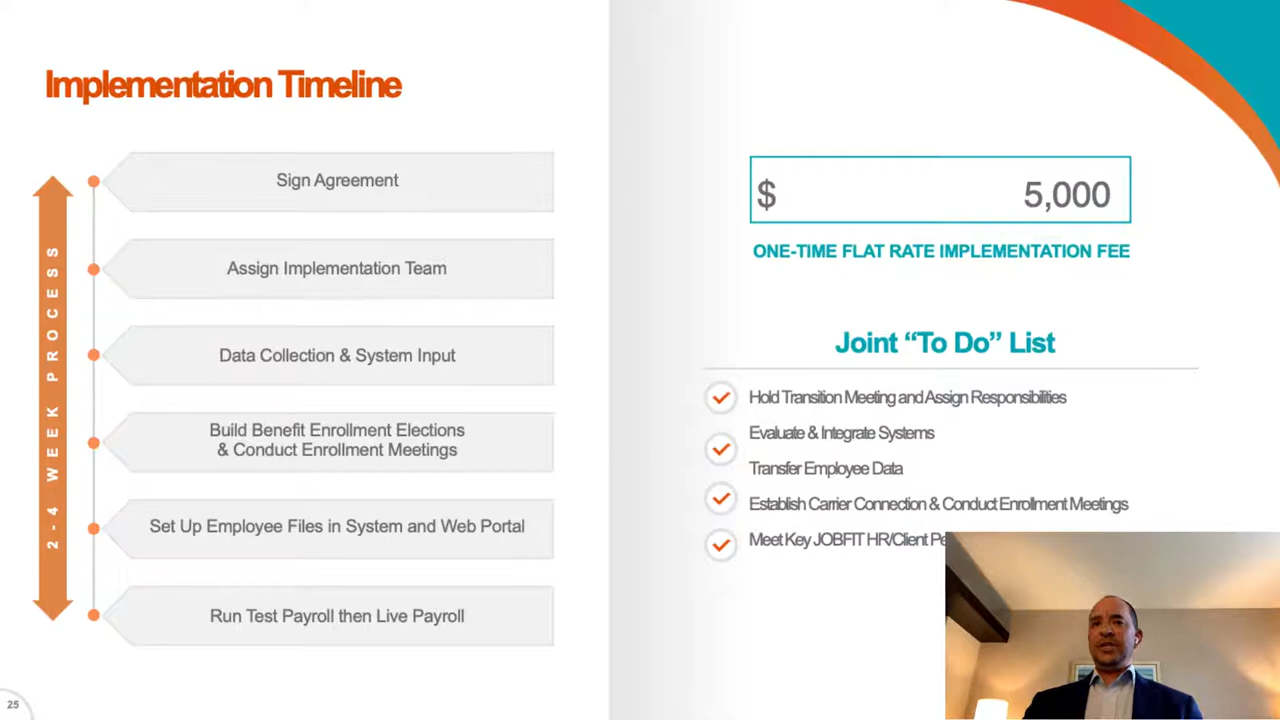 Implementation Timeline
2-4 WEEK PROCESS
Sign Agreement
Assign Implementation Team
Data Collection & System Input
Build Benefit Enrollment Elections
& Conduct Enrollment Meetings
Set Up Employee Files in System and Web Portal
Run Test Payroll then Live Payroll
25
$ 5,000
ONE-TIME FLAT RATE IMPLEMENTATION FEE
Joint “To Do” List
Hold Transition Meeting and Assign Responsibilities
Evaluate & Integrate Systems
Transfer Employee Data
Establish Carrier Connection & Conduct Enrollment Meetings
Meet Key JOBFIT HR/Client